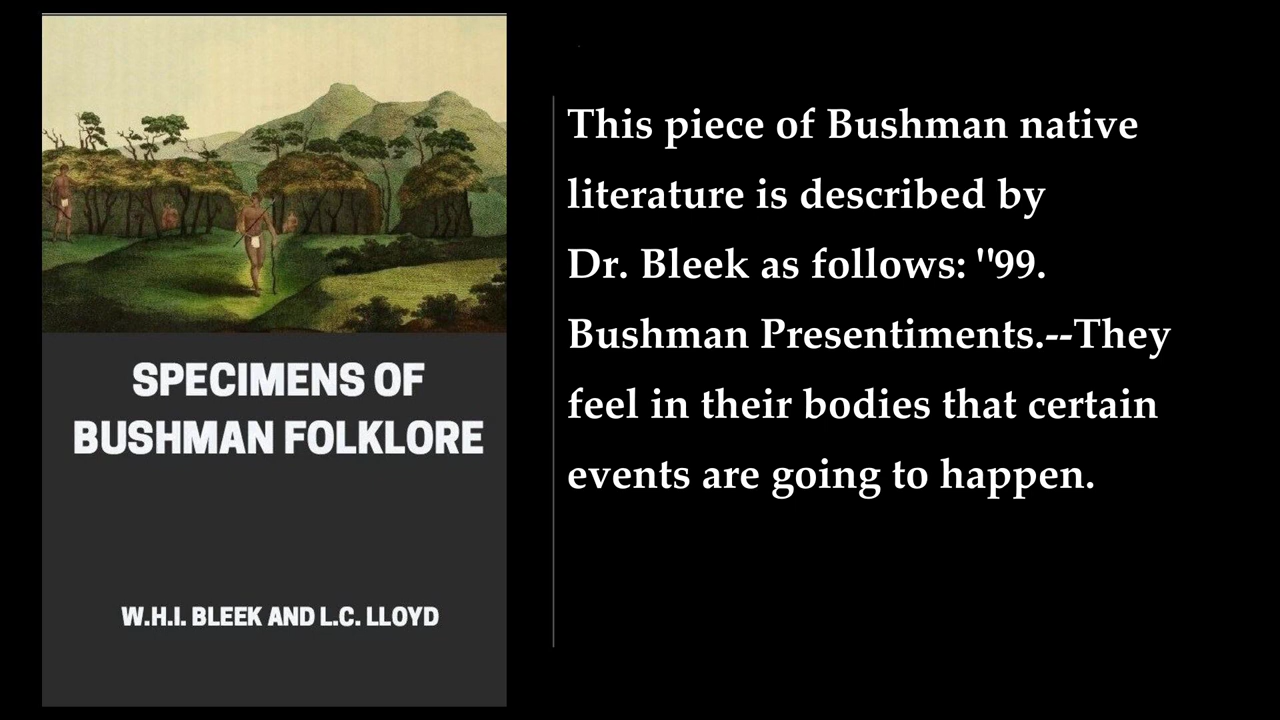 SPECIMENS OF
BUSHMAN FOLKLORE
W.H.I. BLEEK AND L.C. LLOYD
This piece of Bushman native
literature is described by
Dr. Bleek as follows: "99.
Bushman Presentiments.--They
feel in their bodies that certain
events are going to happen.